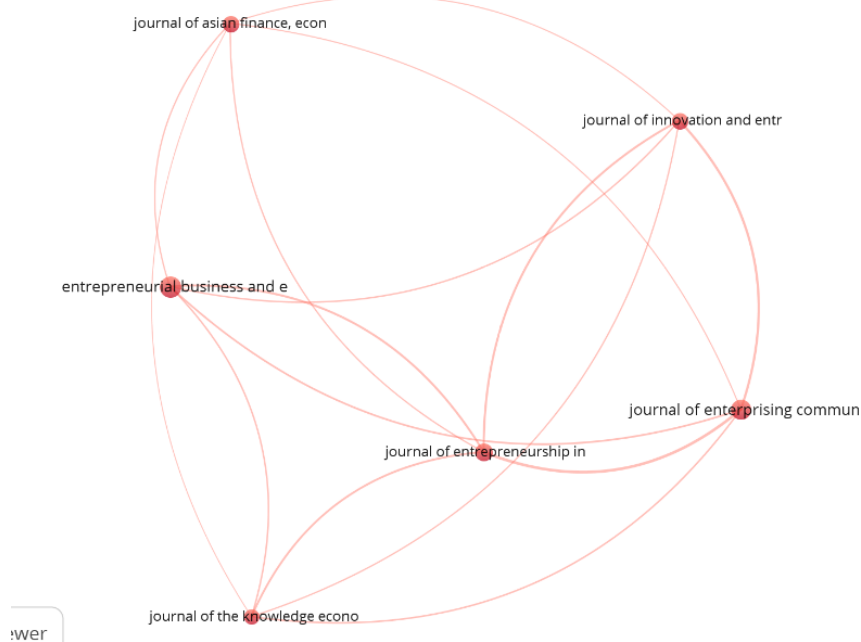 journal of asian finance, econ
journal of innovation and entr
entrepreneurial business and e
journal of enterprising commun
journal of entrepreneurship in
journal of the knowledge econo
ewer